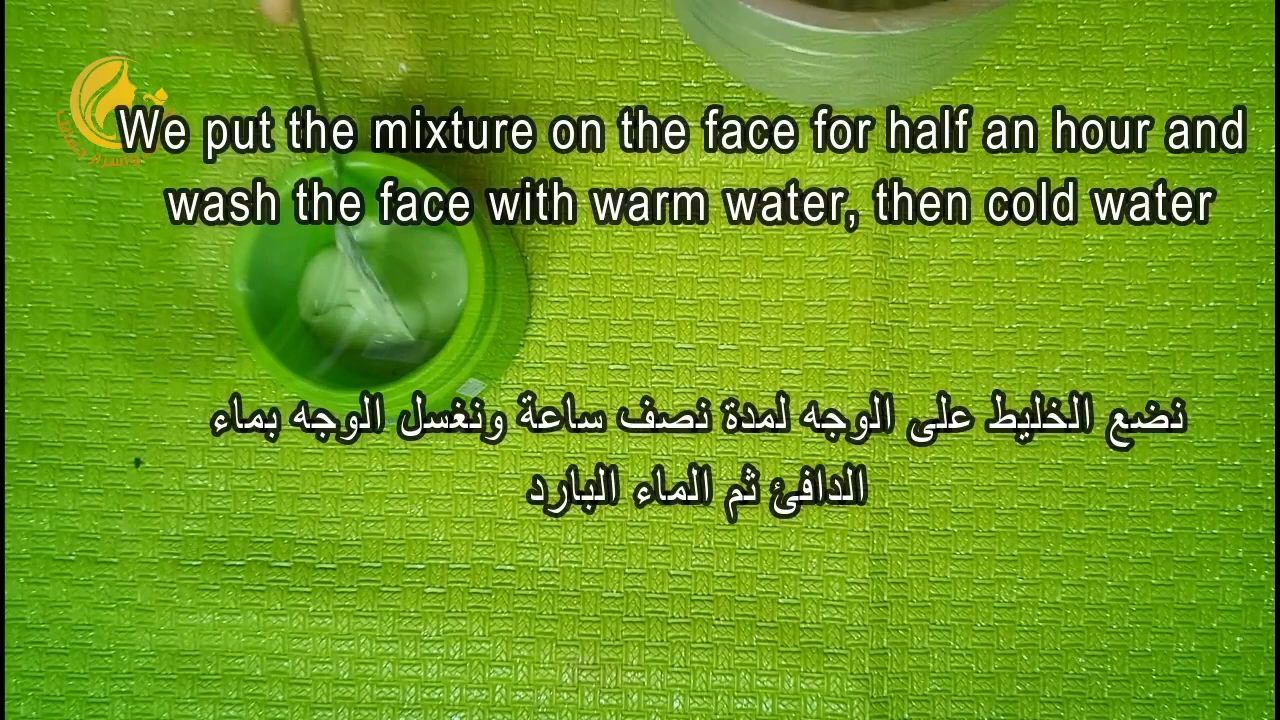 We put the mixture on the face for half an hour and
wash the face with warm water, then cold water
نضع الخليط على الوجه لمدة نصف ساعة ونغسل الوجه بماء
الدافئ ثم الماء البارد